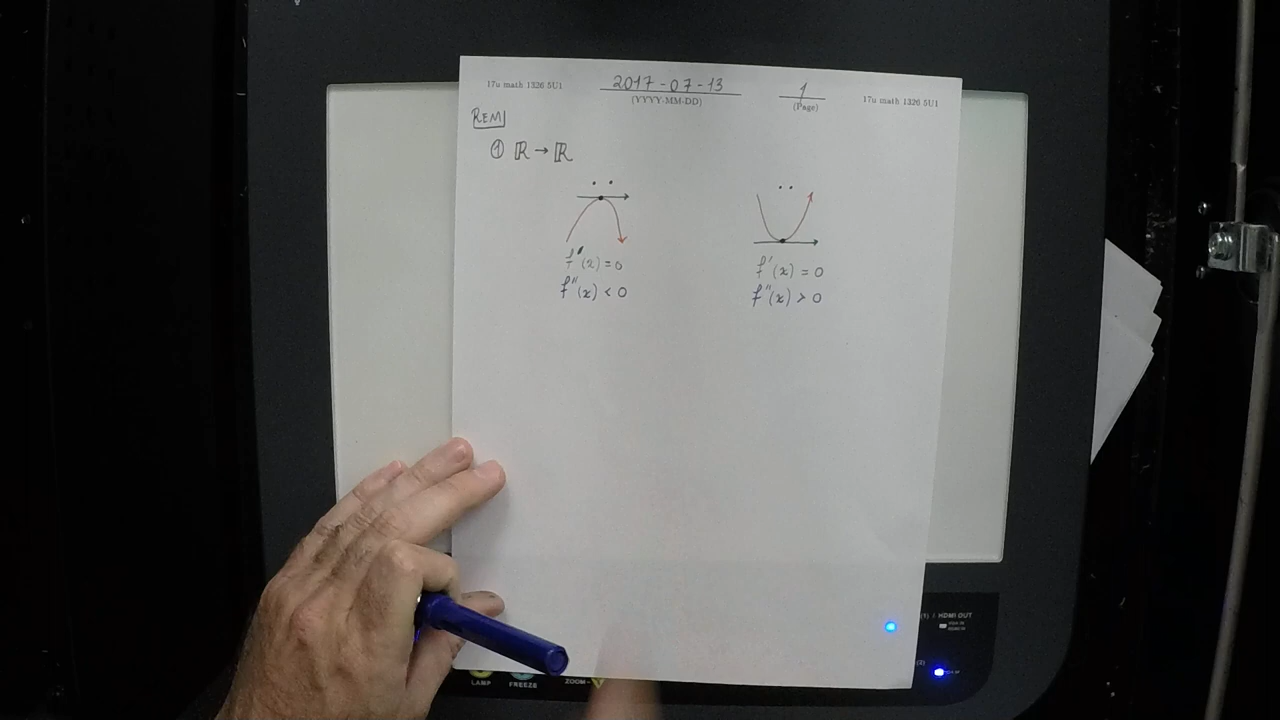 17u math 1326 5U1 2017-07-13 1 17u math 1326 5U1
(YYYY-MM-DD) (Page)
REM
① ℝ → ℝ
f'(x) = 0 f'(x) = 0
f''(x) < 0 f''(x) > 0
/ HDMI OUT
LAMP FREEZE ZOOM -